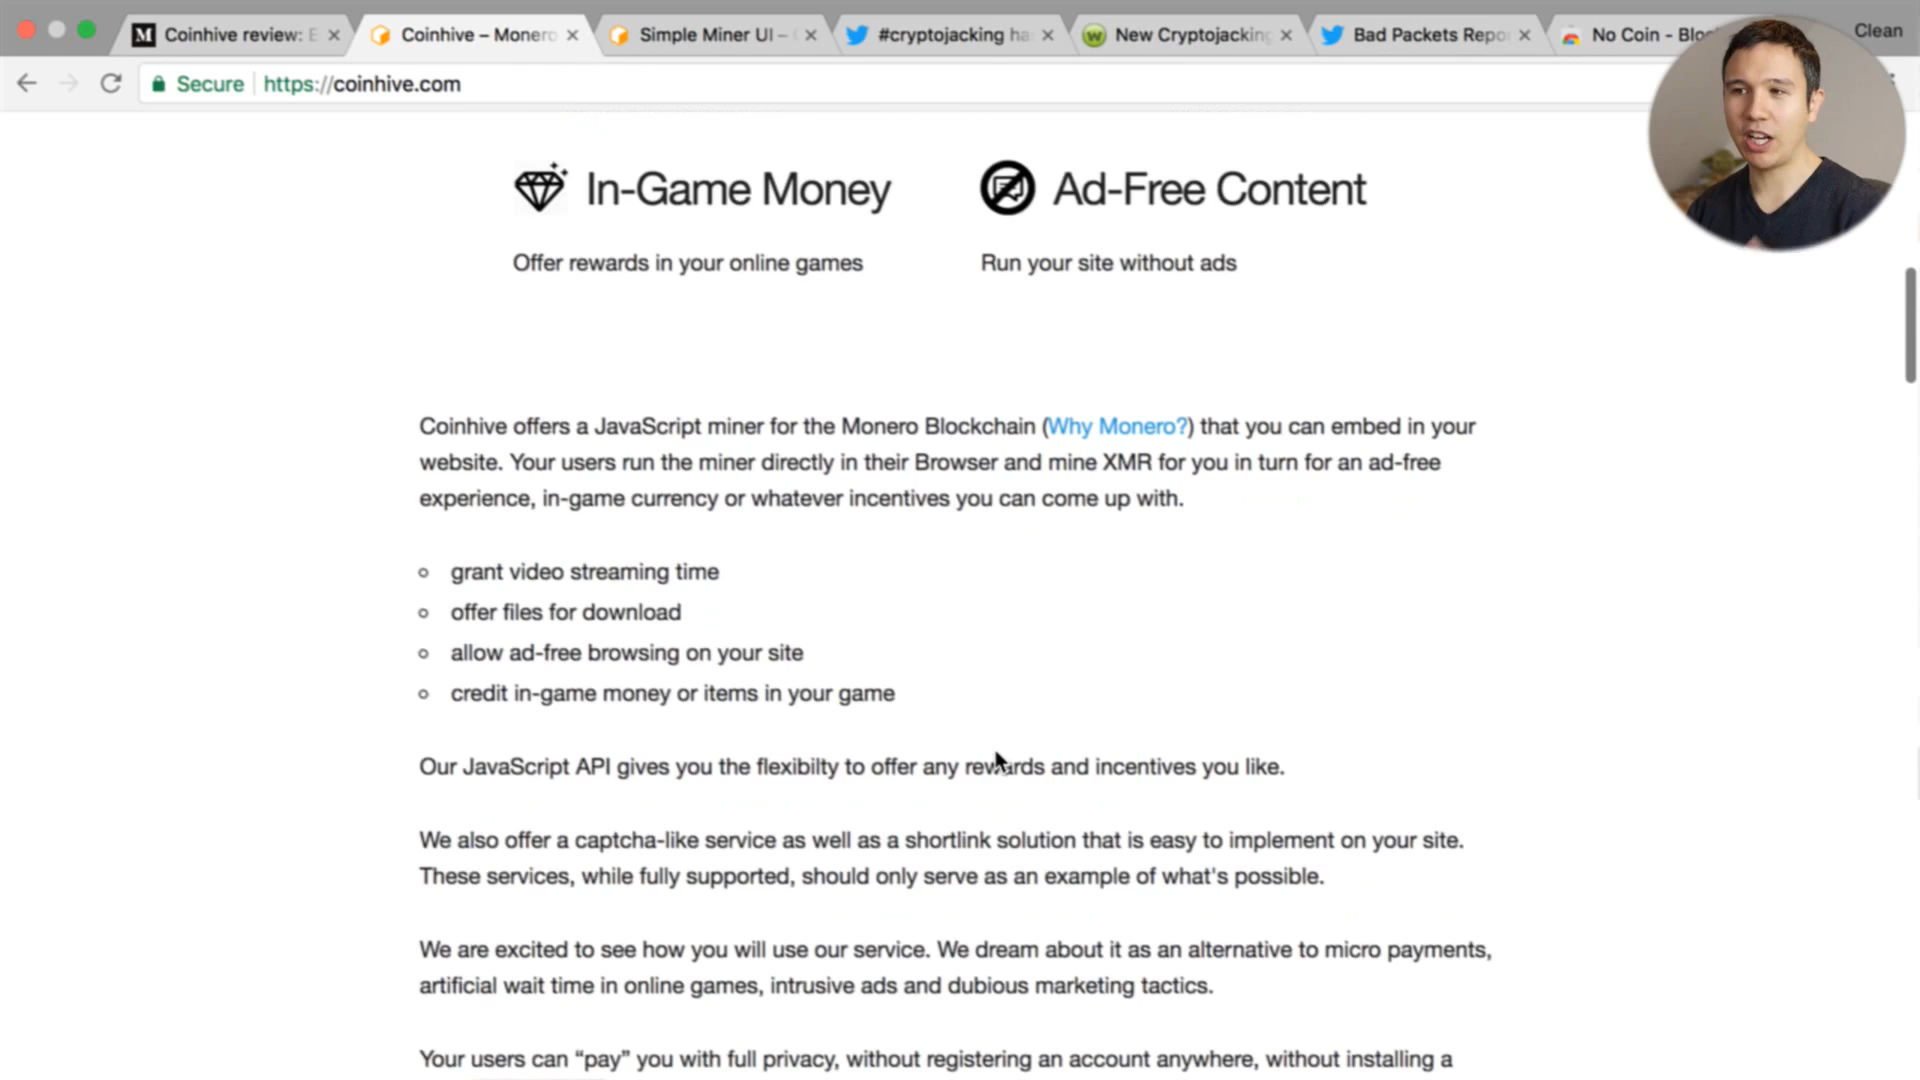 Coinhive review: E
Coinhive – Monero
Simple Miner UI –
#cryptojacking ha
New Cryptojacking
Bad Packets Repo
No Coin - Blo
Clean
Secure https://coinhive.com
In-Game Money
Ad-Free Content
Offer rewards in your online games
Run your site without ads
Coinhive offers a JavaScript miner for the Monero Blockchain (Why Monero?) that you can embed in your
website. Your users run the miner directly in their Browser and mine XMR for you in turn for an ad-free
experience, in-game currency or whatever incentives you can come up with.
grant video streaming time
offer files for download
allow ad-free browsing on your site
credit in-game money or items in your game
Our JavaScript API gives you the flexibilty to offer any rewards and incentives you like.
We also offer a captcha-like service as well as a shortlink solution that is easy to implement on your site.
These services, while fully supported, should only serve as an example of what's possible.
We are excited to see how you will use our service. We dream about it as an alternative to micro payments,
artificial wait time in online games, intrusive ads and dubious marketing tactics.
Your users can “pay” you with full privacy, without registering an account anywhere, without installing a